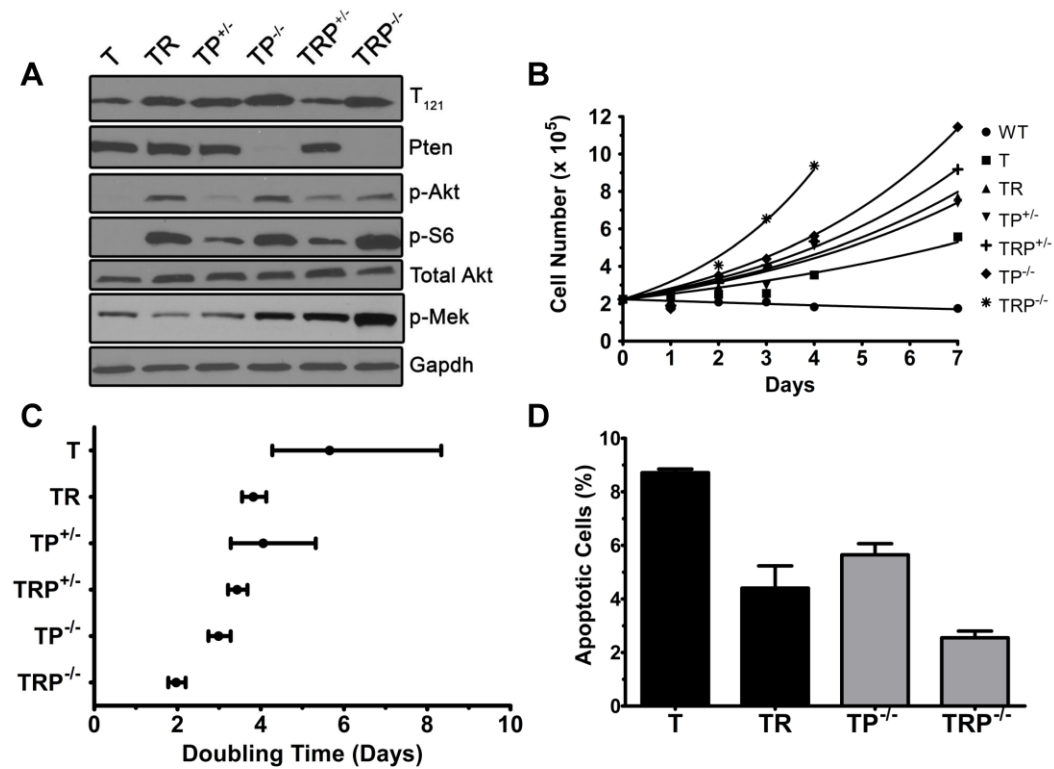 A
T TR TP+/- TP-/- TRP+/- TRP-/-
T121
Pten
p-Akt
p-S6
Total Akt
p-Mek
Gapdh
B
Cell Number (x 10^5)
12
10
8
6
4
2
0
0 1 2 3 4 5 6 7
Days
WT
T
TR
TP+/-
TRP+/-
TP-/-
TRP-/-
C
T
TR
TP+/-
TRP+/-
TP-/-
TRP-/-
0 2 4 6 8 10
Doubling Time (Days)
D
Apoptotic Cells (%)
10
8
6
4
2
0
T TR TP-/- TRP-/-